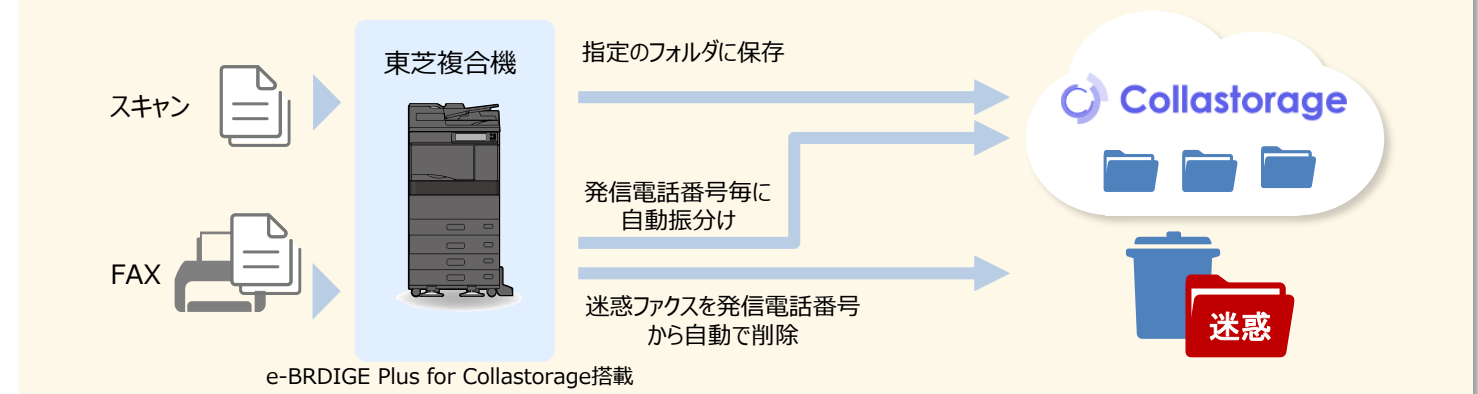 スキャン
FAX
東芝複合機
e-BRDIGE Plus for Collastorage搭載
指定のフォルダに保存
発信電話番号毎に
自動振分け
迷惑ファクスを発信電話番号
から自動で削除
Collastorage
迷惑